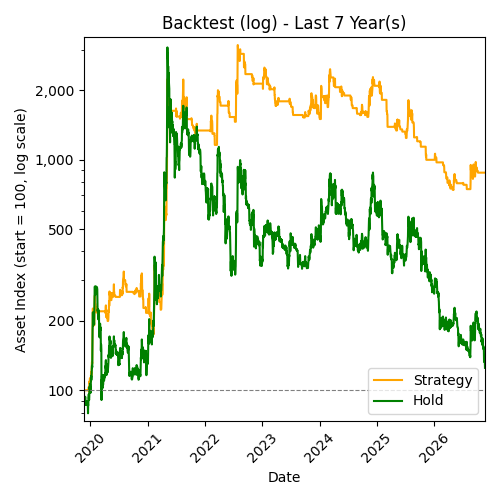 Backtest (log) - Last 7 Year(s)
Asset Index (start = 100, log scale)
2,000
1,000
500
200
100
Strategy
Hold
2020
2021
2022
2023
2024
2025
2026
Date